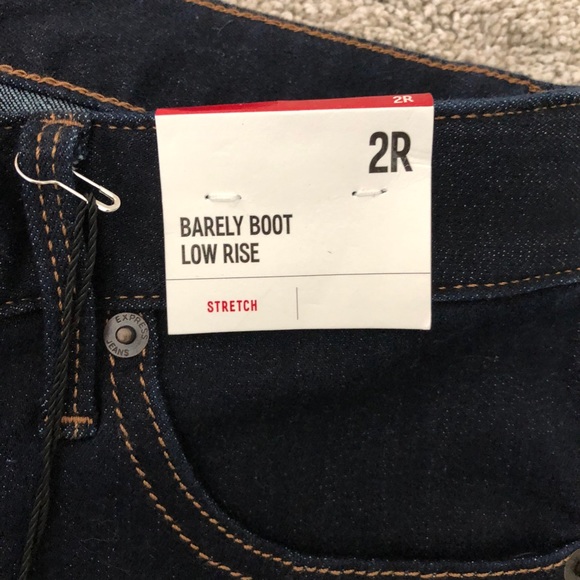 2R
2R
BARELY BOOT
LOW RISE
STRETCH
EXPRESS
JEANS